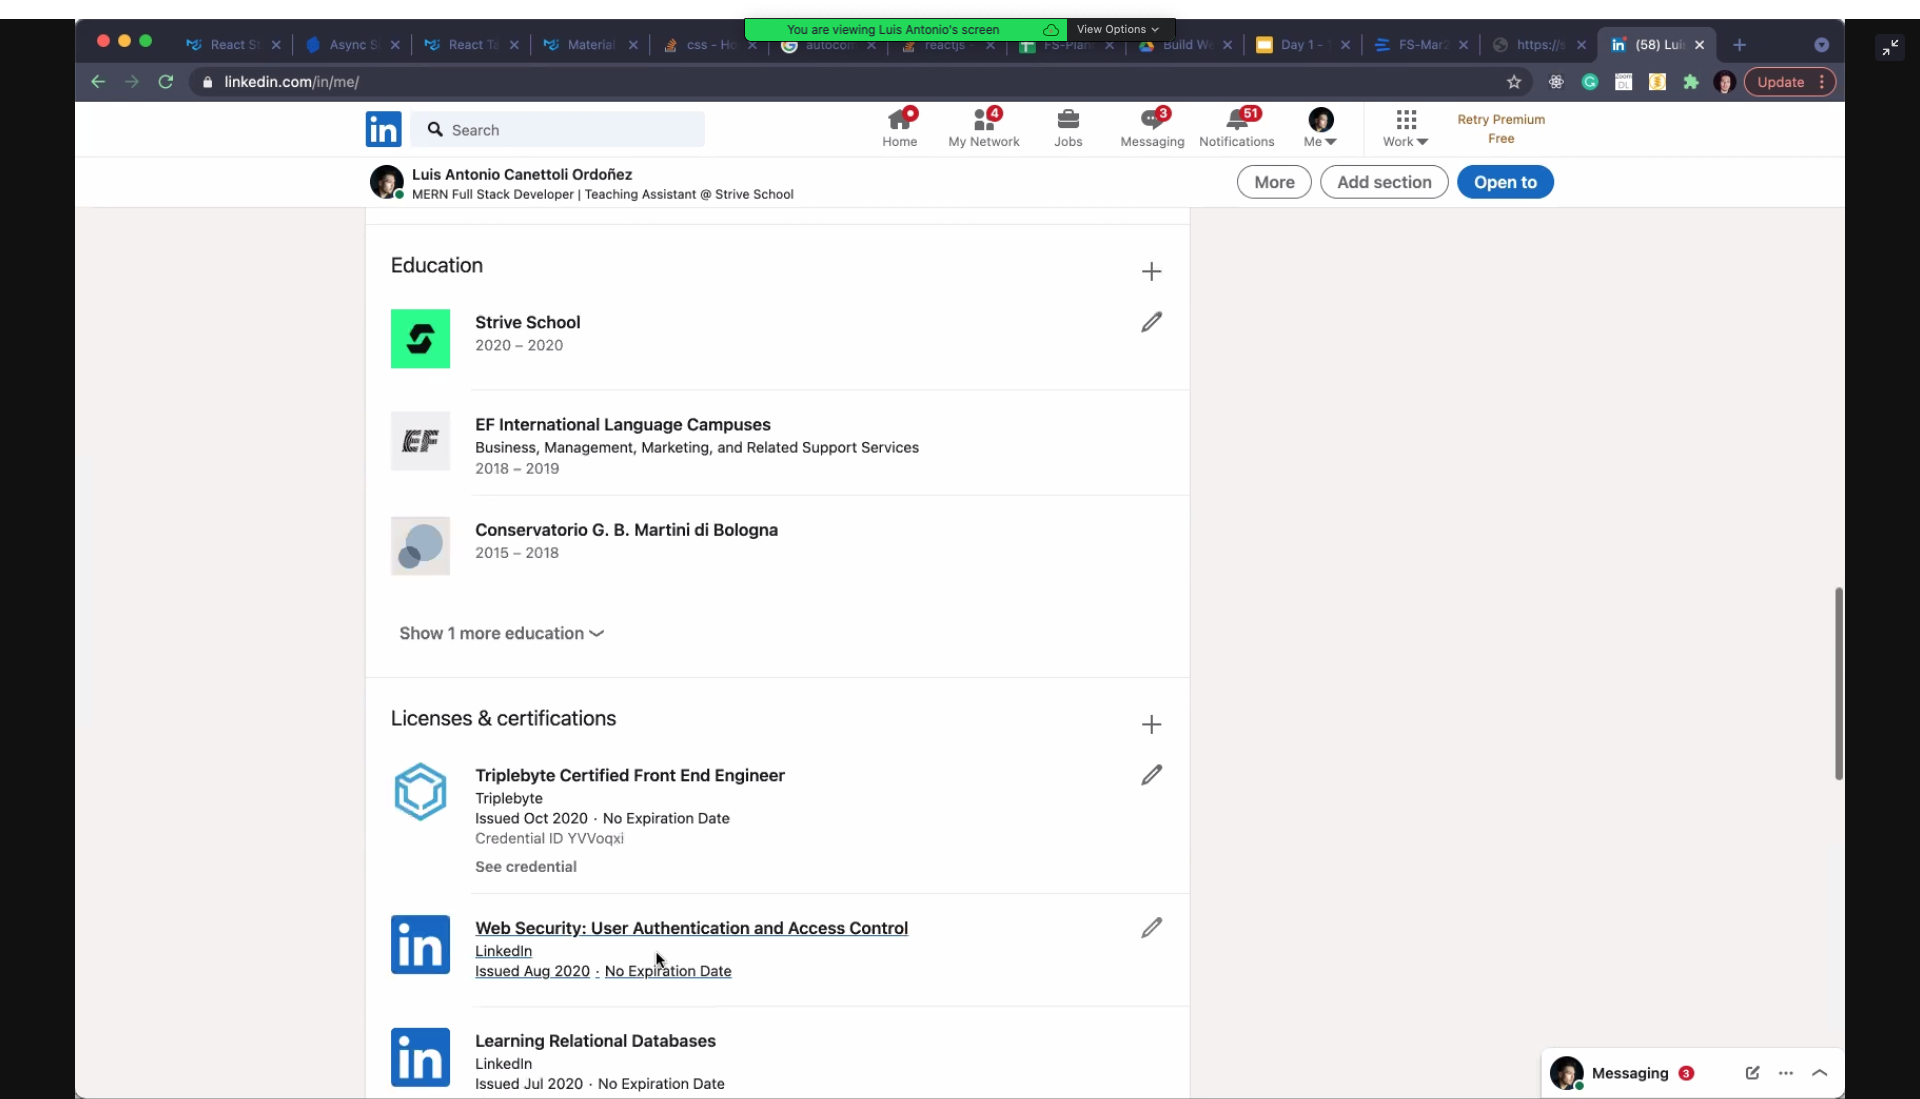 You are viewing Luis Antonio's screen
View Options
React St
Async S
React Ta
Material
css - Ho
autocom
reactjs -
FS-Plan
Build We
Day 1 -
FS-Mar2
https://s
(58) Lui
linkedin.com/in/me/
Update
in
Search
Home
4
My Network
Jobs
3
Messaging
51
Notifications
Me
Work
Retry Premium
Free
Luis Antonio Canettoli Ordoñez
MERN Full Stack Developer | Teaching Assistant @ Strive School
More
Add section
Open to
Education
Strive School
2020 – 2020
EF
EF International Language Campuses
Business, Management, Marketing, and Related Support Services
2018 – 2019
Conservatorio G. B. Martini di Bologna
2015 – 2018
Show 1 more education
Licenses & certifications
Triplebyte Certified Front End Engineer
Triplebyte
Issued Oct 2020 · No Expiration Date
Credential ID YVVoqxi
See credential
in
Web Security: User Authentication and Access Control
LinkedIn
Issued Aug 2020 · No Expiration Date
in
Learning Relational Databases
LinkedIn
Issued Jul 2020 · No Expiration Date
Messaging
3